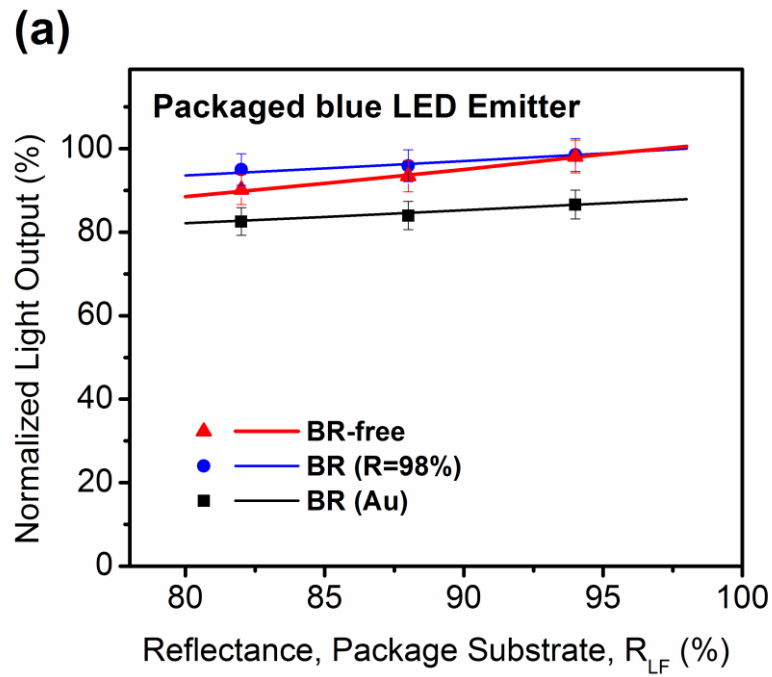 (a)
Packaged blue LED Emitter
Normalized Light Output (%)
100
80
60
40
20
0
BR-free
BR (R=98%)
BR (Au)
80 85 90 95 100
Reflectance, Package Substrate, R_LF (%)